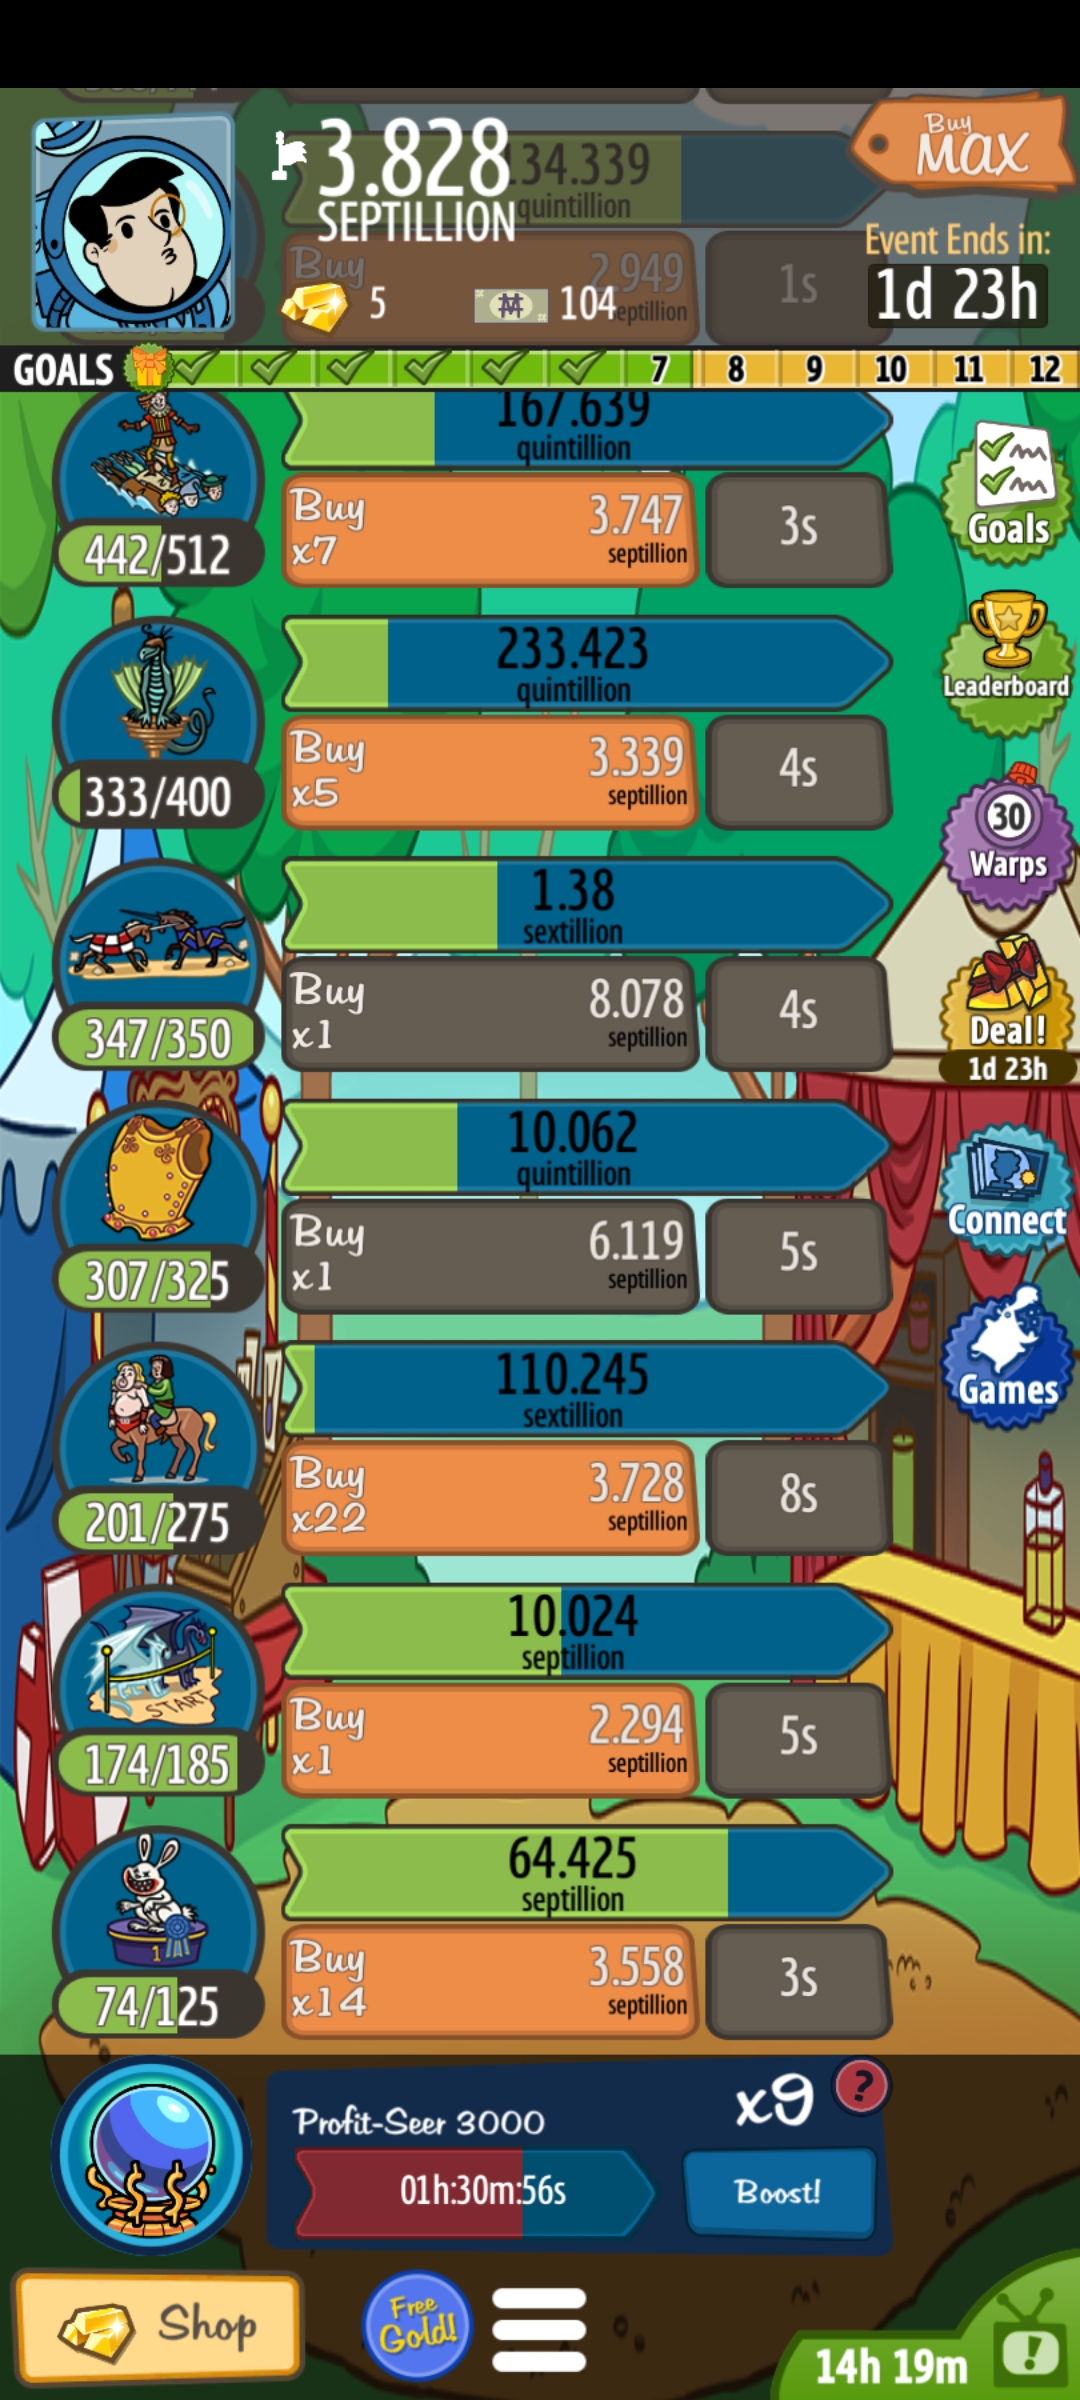 3.828
SEPTILLION
134.339
quintillion
Buy
MAX
Buy
2.949
septillion
1s
5
104
Event Ends in:
1d 23h
GOALS
7
8
9
10
11
12
167.639
quintillion
442/512
Buy
x7
3.747
septillion
3s
Goals
233.423
quintillion
333/400
Buy
x5
3.339
septillion
4s
Leaderboard
30
Warps
1.38
sextillion
347/350
Buy
x1
8.078
septillion
4s
Deal!
1d 23h
10.062
quintillion
307/325
Buy
x1
6.119
septillion
5s
Connect
110.245
sextillion
201/275
Buy
x22
3.728
septillion
8s
Games
10.024
septillion
START
174/185
Buy
x1
2.294
septillion
5s
64.425
septillion
1
74/125
Buy
x14
3.558
septillion
3s
Profit-Seer 3000
x9
?
01h:30m:56s
Boost!
Shop
Free
Gold!
14h 19m
!